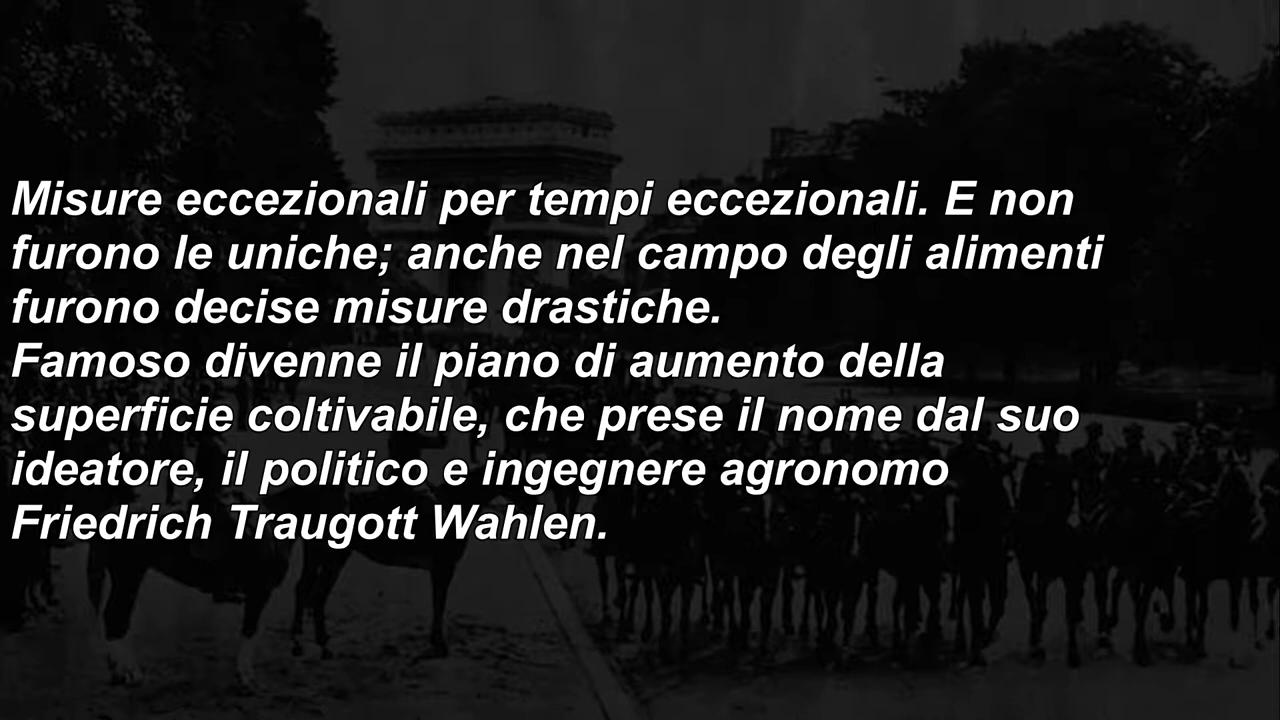 Misure eccezionali per tempi eccezionali. E non
furono le uniche; anche nel campo degli alimenti
furono decise misure drastiche.
Famoso divenne il piano di aumento della
superficie coltivabile, che prese il nome dal suo
ideatore, il politico e ingegnere agronomo
Friedrich Traugott Wahlen.